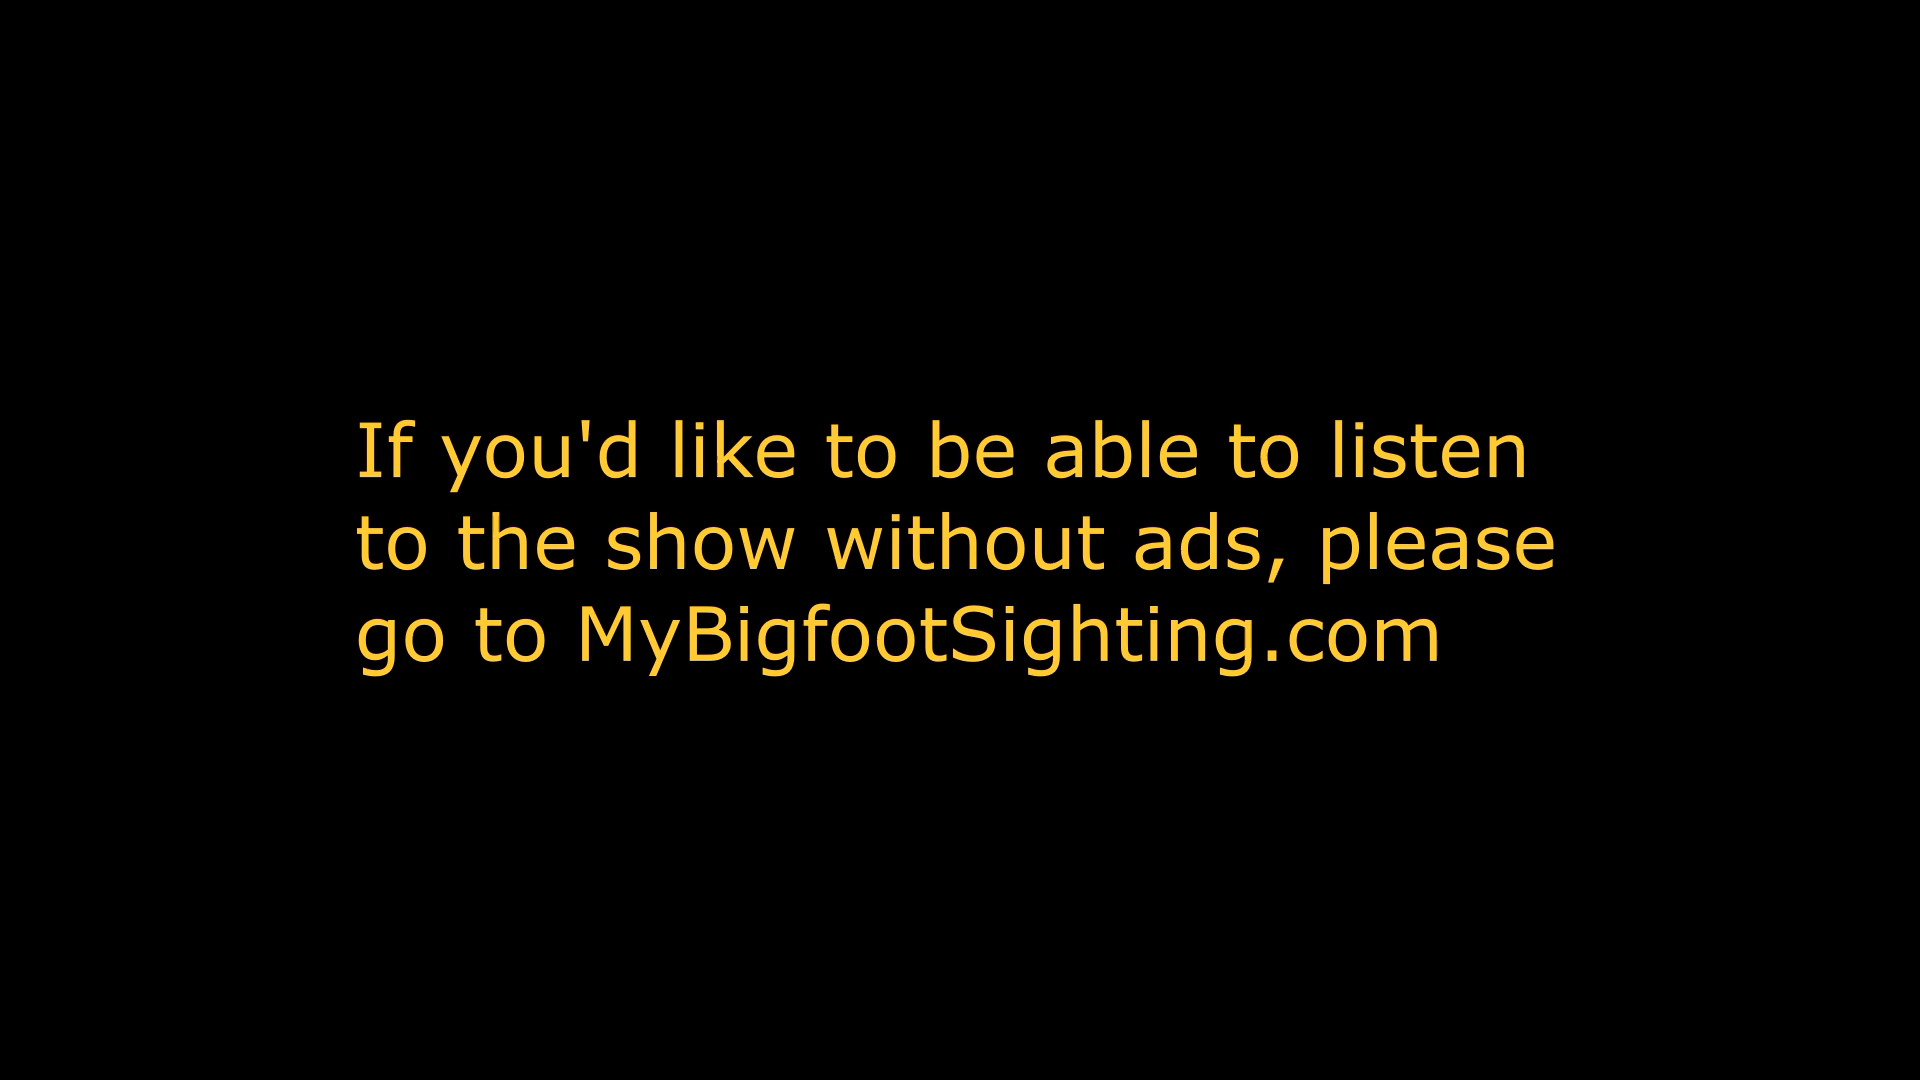 If you'd like to be able to listen
to the show without ads, please
go to MyBigfootSighting.com